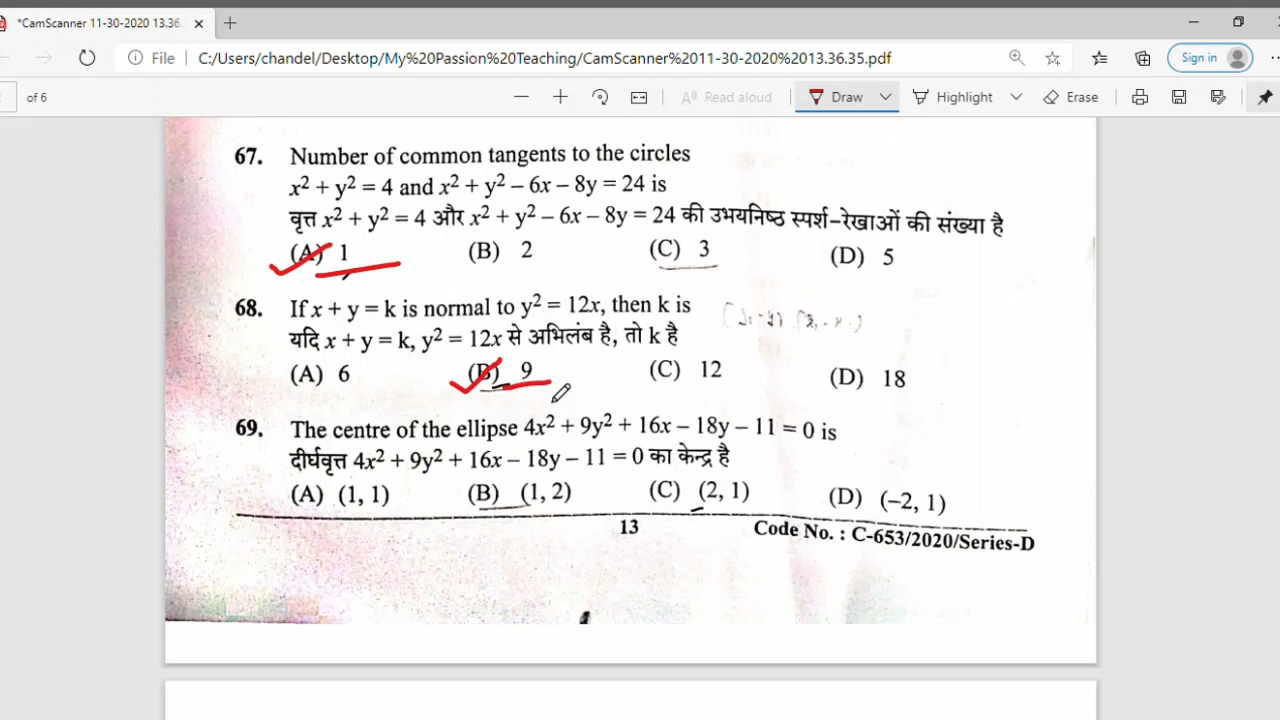 *CamScanner 11-30-2020 13.36
File C:/Users/chandel/Desktop/My%20Passion%20Teaching/CamScanner%2011-30-2020%2013.36.35.pdf Sign in
of 6 Read aloud Draw Highlight Erase
67. Number of common tangents to the circles
x² + y² = 4 and x² + y² – 6x – 8y = 24 is
वृत्त x² + y² = 4 और x² + y² – 6x – 8y = 24 की उभयनिष्ठ स्पर्श-रेखाओं की संख्या है
(A) 1 (B) 2 (C) 3 (D) 5
68. If x + y = k is normal to y² = 12x, then k is
यदि x + y = k, y² = 12x से अभिलंब है, तो k है
(A) 6 (B) 9 (C) 12 (D) 18
69. The centre of the ellipse 4x² + 9y² + 16x – 18y – 11 = 0 is
दीर्घवृत्त 4x² + 9y² + 16x – 18y – 11 = 0 का केन्द्र है
(A) (1, 1) (B) (1, 2) (C) (2, 1) (D) (–2, 1)
13 Code No. : C-653/2020/Series-D